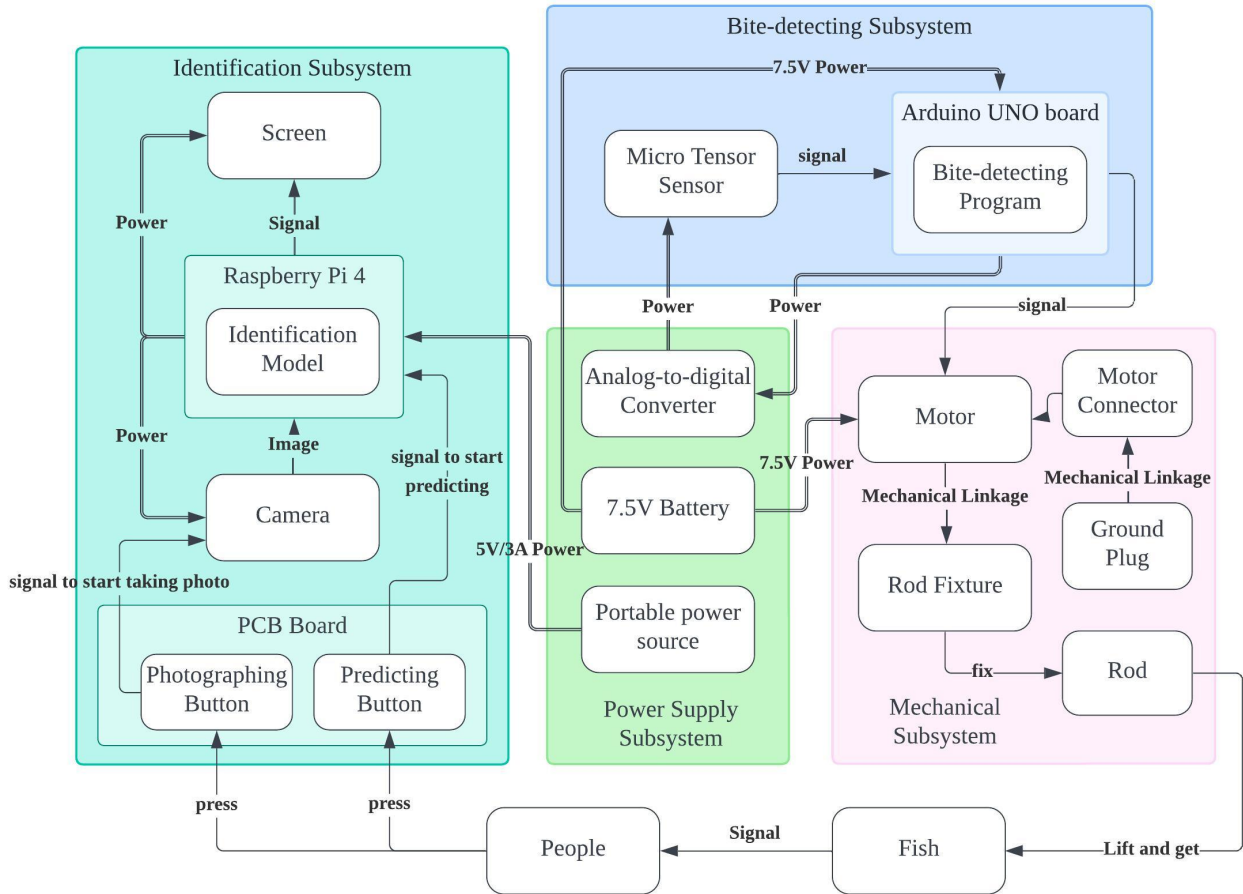 Bite-detecting Subsystem
Identification Subsystem
7.5V Power
Screen
Arduino UNO board
Micro Tensor
Sensor
signal
Bite-detecting
Program
Power
Signal
Raspberry Pi 4
Identification
Model
Power
Power
signal
Analog-to-digital
Converter
Motor
Motor
Connector
Power
Image
signal to start
predicting
7.5V Power
Mechanical Linkage
Mechanical Linkage
Camera
7.5V Battery
Ground
Plug
5V/3A Power
signal to start taking photo
Rod Fixture
PCB Board
Portable power
source
Photographing
Button
Predicting
Button
fix
Rod
Power Supply
Subsystem
Mechanical
Subsystem
press
press
People
Signal
Fish
Lift and get